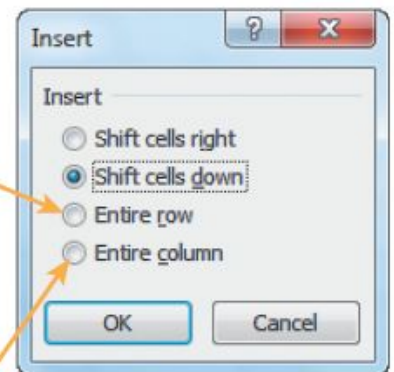 Insert
Insert
Shift cells right
Shift cells down
Entire row
Entire column
OK
Cancel